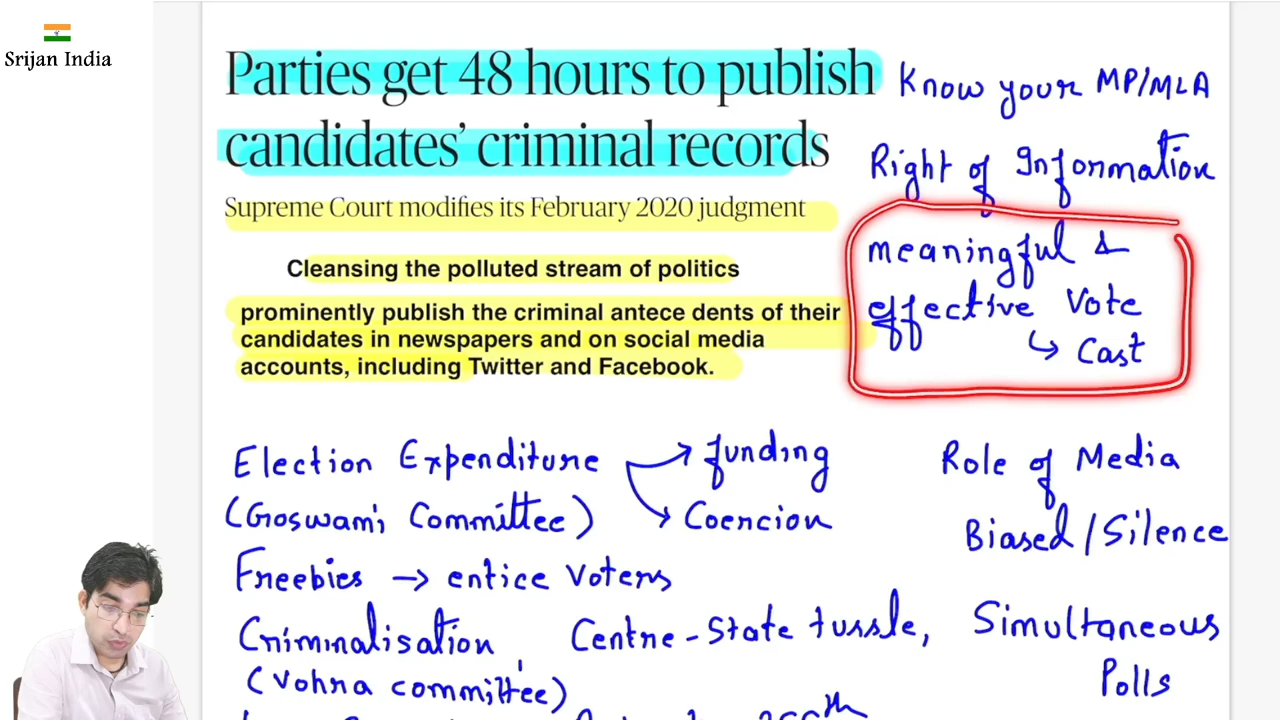 Srijan India
Parties get 48 hours to publish
candidates' criminal records
Supreme Court modifies its February 2020 judgment
Cleansing the polluted stream of politics
prominently publish the criminal antece dents of their
candidates in newspapers and on social media
accounts, including Twitter and Facebook.
Know your MP/MLA
Right of Information
meaningful &
effective Vote
↳ Cast
Election Expenditure → funding
(Goswami Committee) → Coercion
Freebies → entice Voters
Criminalisation, Centre-State tussle,
(Vohra committee)
Role of Media
Biased/Silence
Simultaneous
Polls